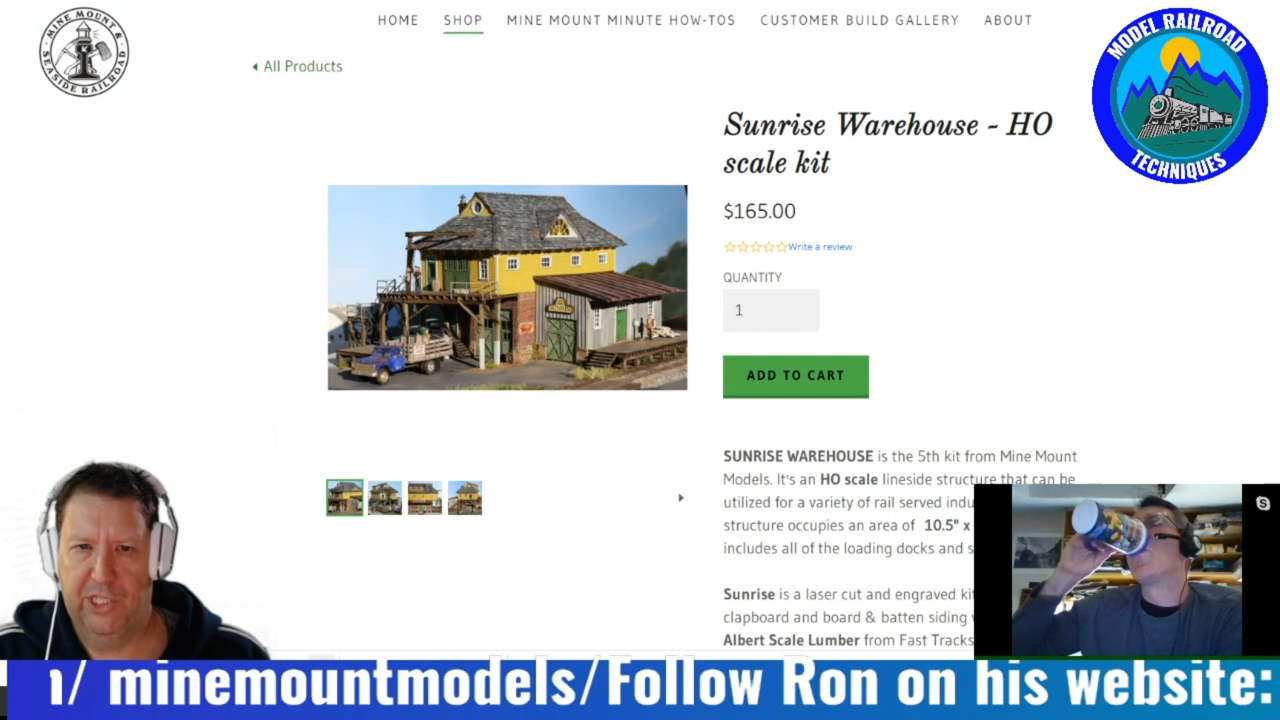 MINE MOUNT &
SEASIDE RAILROAD
HOME SHOP MINE MOUNT MINUTE HOW-TOS CUSTOMER BUILD GALLERY ABOUT
MODEL RAILROAD
TECHNIQUES
All Products
Sunrise Warehouse - HO
scale kit
$165.00
Write a review
QUANTITY
1
ADD TO CART
SUNRISE WAREHOUSE is the 5th kit from Mine Mount
Models. It's an HO scale lineside structure that can be
utilized for a variety of rail served indu
structure occupies an area of 10.5" x
includes all of the loading docks and s
Sunrise is a laser cut and engraved ki
clapboard and board & batten siding
Albert Scale Lumber from Fast Tracks
/ minemountmodels/Follow Ron on his website: